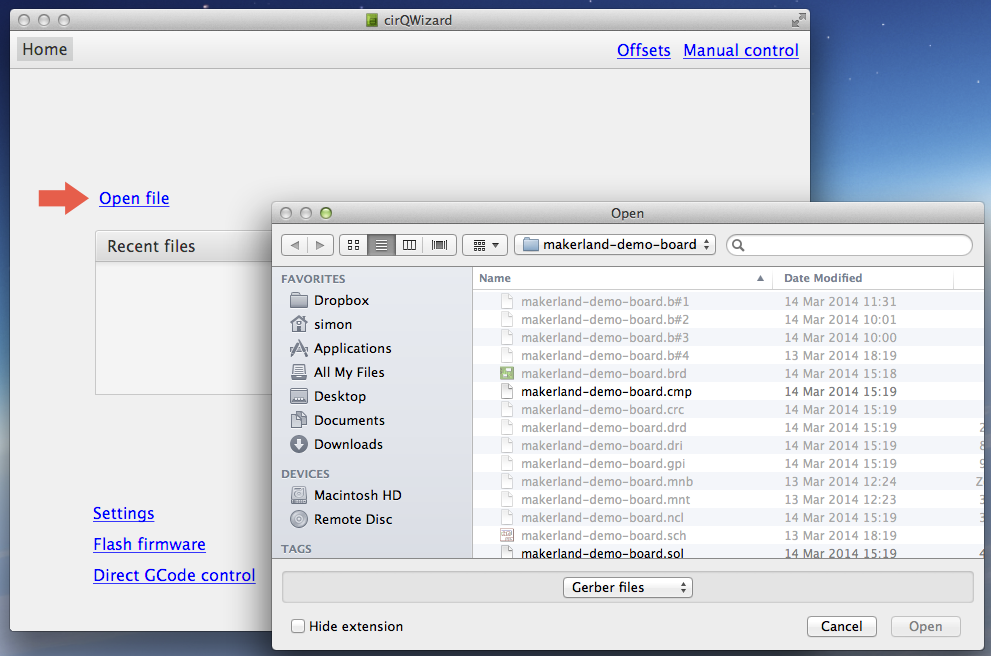 cirQWizard
Home
Offsets
Manual control
Open file
Recent files
Settings
Flash firmware
Direct GCode control
Open
makerland-demo-board
FAVORITES
Dropbox
simon
Applications
All My Files
Desktop
Documents
Downloads
DEVICES
Macintosh HD
Remote Disc
TAGS
Name Date Modified
makerland-demo-board.b#1 14 Mar 2014 11:31
makerland-demo-board.b#2 14 Mar 2014 10:01
makerland-demo-board.b#3 14 Mar 2014 10:00
makerland-demo-board.b#4 13 Mar 2014 18:19
makerland-demo-board.brd 14 Mar 2014 15:18
makerland-demo-board.cmp 14 Mar 2014 15:19
makerland-demo-board.crc 14 Mar 2014 15:19
makerland-demo-board.drd 14 Mar 2014 15:19
makerland-demo-board.dri 14 Mar 2014 15:19
makerland-demo-board.gpi 14 Mar 2014 15:19
makerland-demo-board.mnb 13 Mar 2014 12:24
makerland-demo-board.mnt 13 Mar 2014 12:23
makerland-demo-board.ncl 14 Mar 2014 15:19
makerland-demo-board.sch 13 Mar 2014 18:19
makerland-demo-board.sol 14 Mar 2014 15:19
Gerber files
Hide extension
Cancel
Open